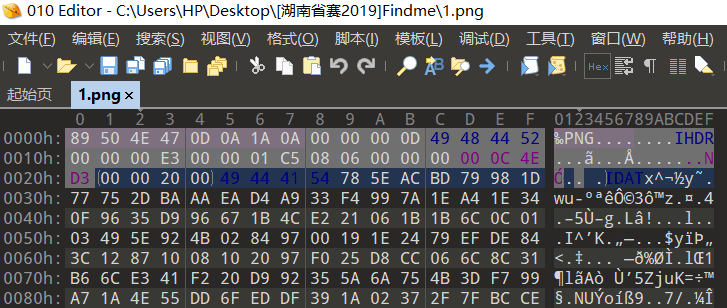 010 Editor - C:\Users\HP\Desktop\[湖南省赛2019]Findme\1.png
文件(F) 编辑(E) 搜索(S) 视图(V) 格式(O) 脚本(I) 模板(L) 调试(D) 工具(T) 窗口(W) 帮助(H)
Hex
起始页 1.png ×
0 1 2 3 4 5 6 7 8 9 A B C D E F 0123456789ABCDEF
0000h: 89 50 4E 47 0D 0A 1A 0A 00 00 00 0D 49 48 44 52 ‰PNG........IHDR
0010h: 00 00 00 E3 00 00 01 C5 08 06 00 00 00 00 0C 4E ...ã...Å.......N
0020h: D3 00 00 20 00 49 44 41 54 78 5E AC BD 79 98 1D Ó.. .IDATx^¬½y˜.
0030h: 77 75 2D BA AA EA D4 A9 33 F4 99 7A 1E A4 1E 34 wu-ºªêÔ©3ô™z.¤.4
0040h: 0F 96 35 D9 96 67 1B 4C E2 21 06 1B 1B 6C 0C 01 .–5Ù–g.Lâ!...l..
0050h: 03 49 5E 92 4B 02 84 97 00 19 1E 24 79 EF DE 84 .I^’K.„—...$yïÞ„
0060h: 3C 12 87 10 08 10 20 97 F0 25 D8 CC 06 6C 8C 31 <.‡... —ð%ØÌ.lŒ1
0070h: B6 6C E3 41 F2 20 D9 92 35 5A 6A 75 4B 3D F7 99 ¶lãAò Ù’5ZjuK=÷™
0080h: A7 1A 4E 55 DD 6F ED DF 39 1A 02 37 2F 7F BC CE §.NUÝoíß9..7/.¼Î